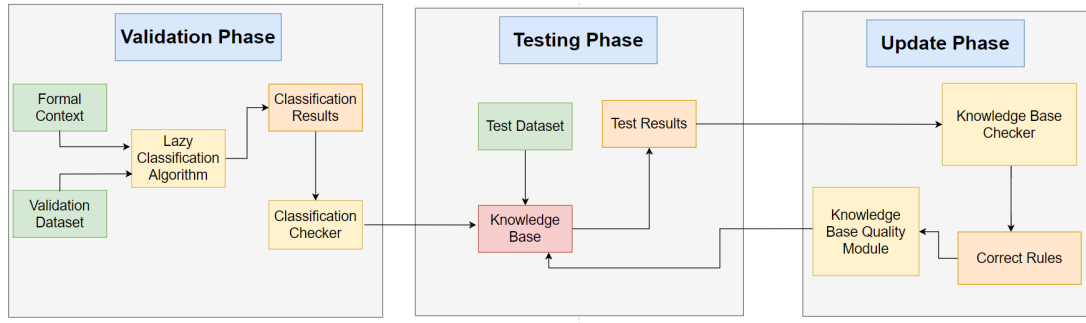 Validation Phase
Formal
Context
Classification
Results
Lazy
Classification
Algorithm
Validation
Dataset
Classification
Checker
Testing Phase
Test Dataset
Test Results
Knowledge
Base
Update Phase
Knowledge Base
Checker
Knowledge
Base Quality
Module
Correct Rules